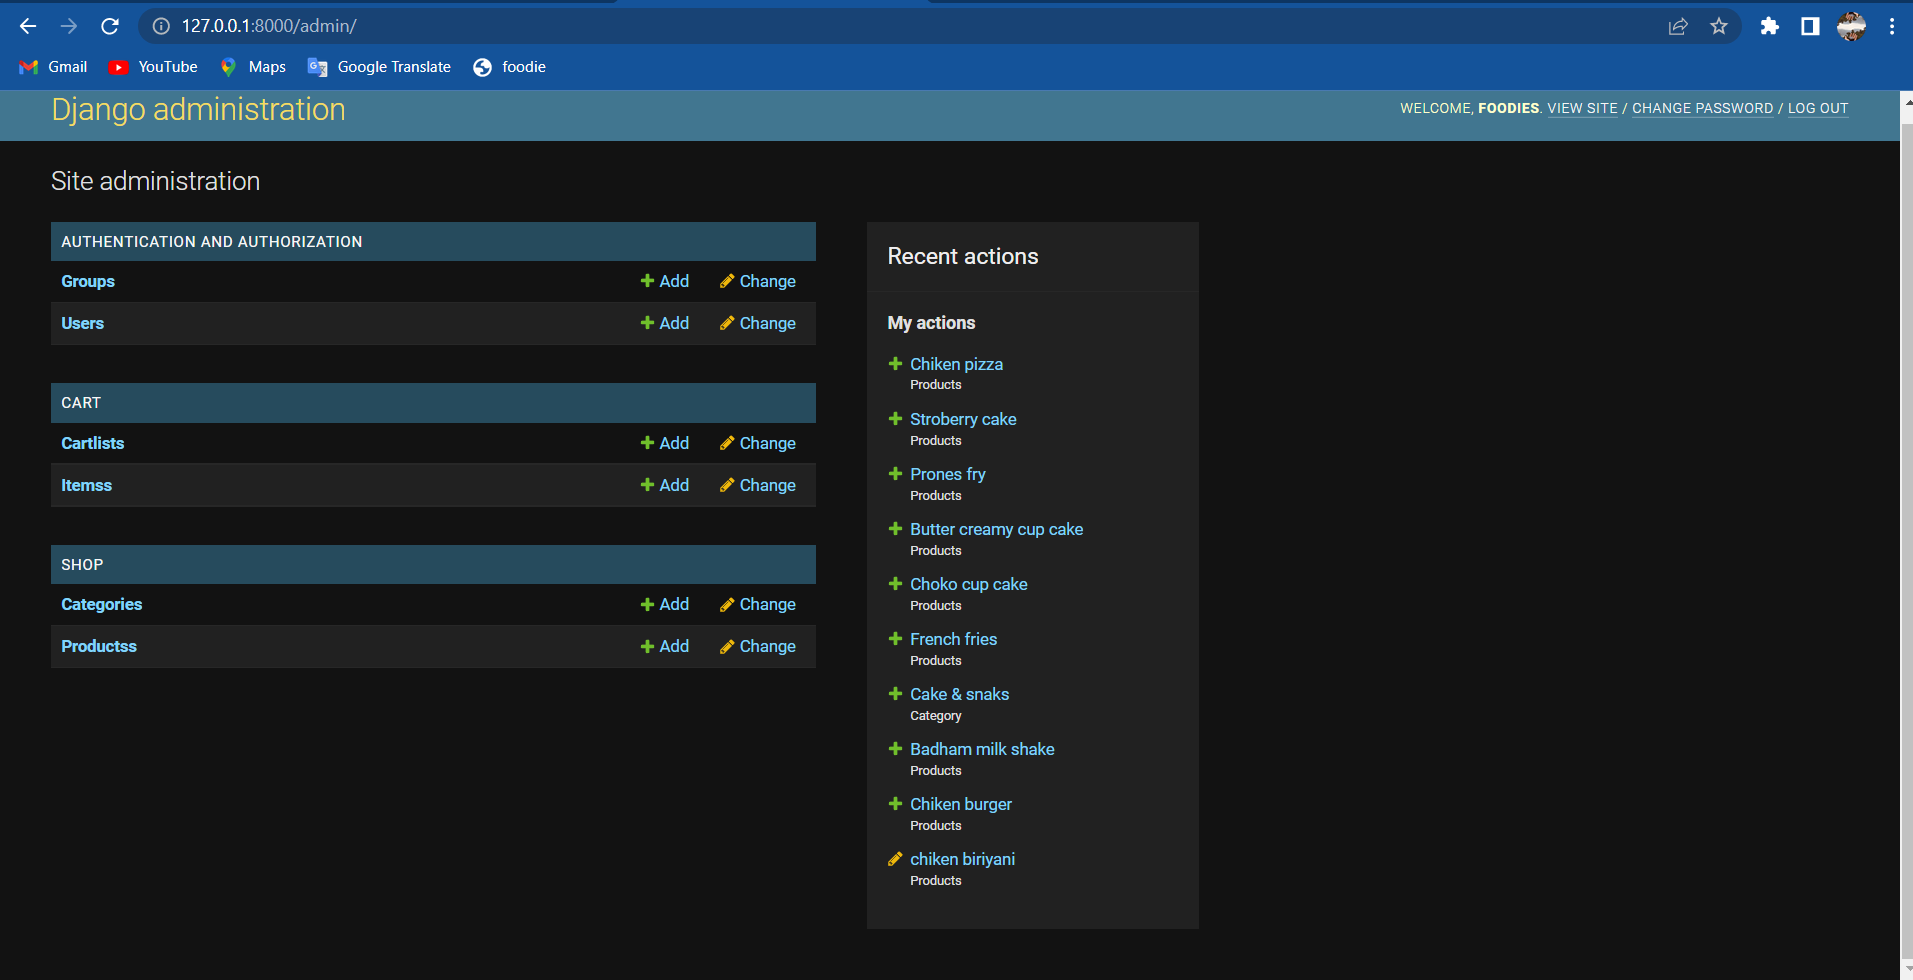 127.0.0.1:8000/admin/
Gmail YouTube Maps Google Translate foodie
Django administration
WELCOME, FOODIES. VIEW SITE / CHANGE PASSWORD / LOG OUT
Site administration
AUTHENTICATION AND AUTHORIZATION
Groups Add Change
Users Add Change
CART
Cartlists Add Change
Itemss Add Change
SHOP
Categories Add Change
Productss Add Change
Recent actions
My actions
Chiken pizza
Products
Stroberry cake
Products
Prones fry
Products
Butter creamy cup cake
Products
Choko cup cake
Products
French fries
Products
Cake & snaks
Category
Badham milk shake
Products
Chiken burger
Products
chiken biriyani
Products